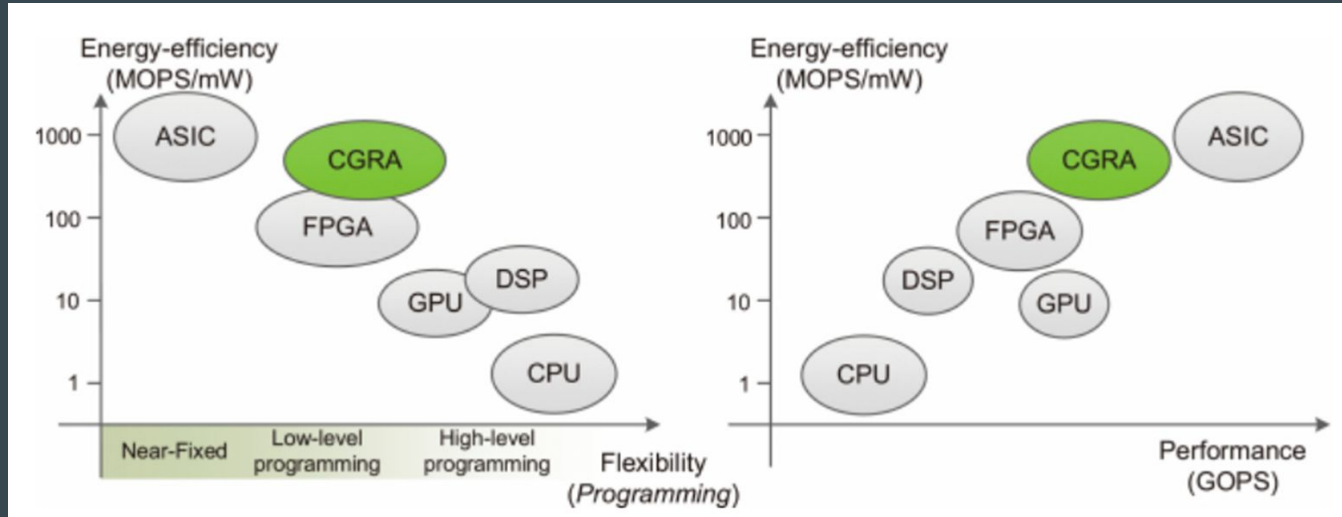 Energy-efficiency
(MOPS/mW)
1000
100
10
1
ASIC
CGRA
FPGA
GPU
DSP
CPU
Near-Fixed
Low-level
programming
High-level
programming
Flexibility
(Programming)
Energy-efficiency
(MOPS/mW)
1000
100
10
1
ASIC
CGRA
FPGA
DSP
GPU
CPU
Performance
(GOPS)